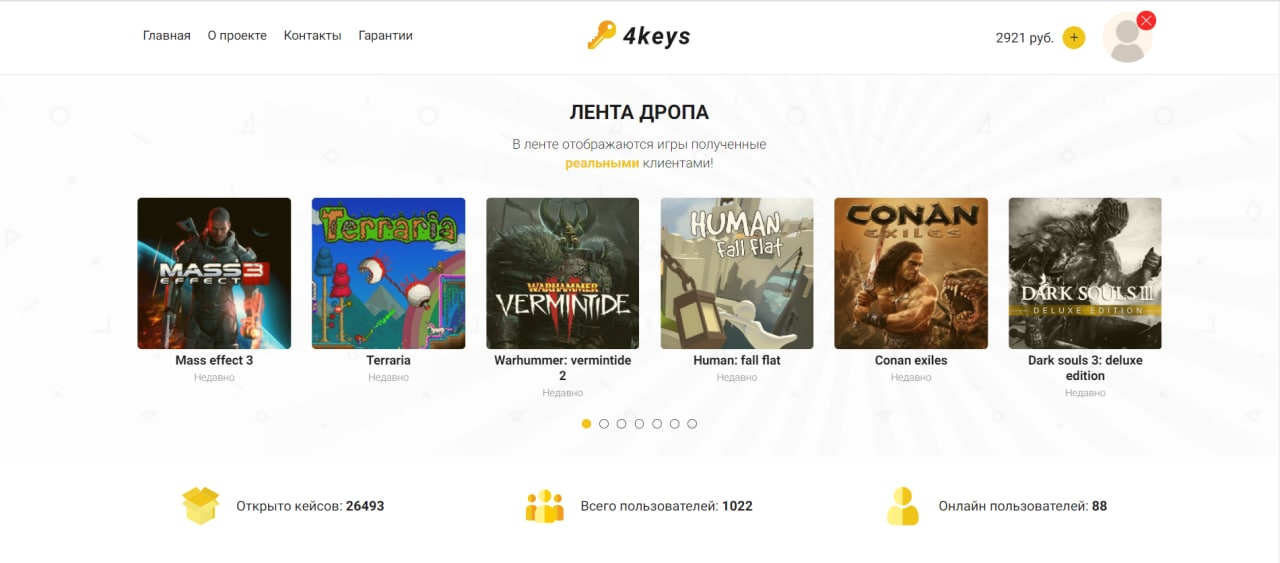 Главная О проекте Контакты Гарантии 4keys 2921 руб. +
ЛЕНТА ДРОПА
В ленте отображаются игры полученные
реальными клиентами!
MASS EFFECT 3
Terraria
WARHAMMER VERMINTIDE II
HUMAN fall flat
CONAN EXILES
DARK SOULS III DELUXE EDITION
Mass effect 3
Недавно
Terraria
Недавно
Warhummer: vermintide
2
Недавно
Human: fall flat
Недавно
Conan exiles
Недавно
Dark souls 3: deluxe
edition
Недавно
Открыто кейсов: 26493
Всего пользователей: 1022
Онлайн пользователей: 88